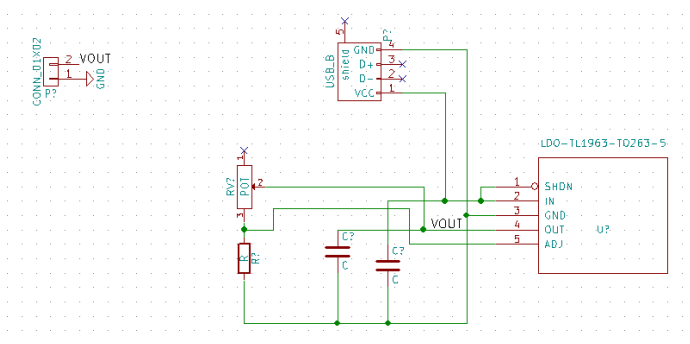 CONN_01X02
2
VOUT
1
GND
P?
5
P?
USB_B
shield
GND
4
D+
3
D-
2
VCC
1
LDO-TL1963-TO263-5
1
RV?
POT
2
3
1
SHDN
2
IN
3
GND
VOUT
4
OUT
U?
5
ADJ
R
R?
C?
C
C?
C